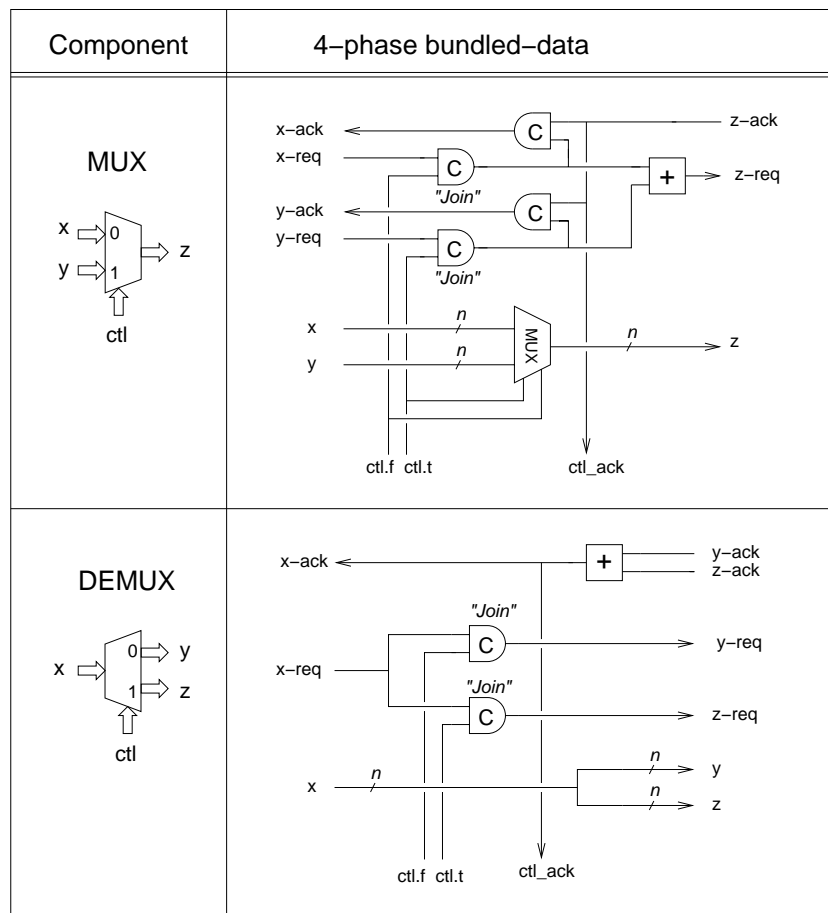 Component
4−phase bundled−data
MUX
x
0
y
1
z
ctl
x−ack
C
z−ack
x−req
C
+
z−req
"Join"
y−ack
C
y−req
C
"Join"
x
n
MUX
n
z
y
n
ctl.f
ctl.t
ctl_ack
DEMUX
x
0
y
1
z
ctl
x−ack
+
y−ack
z−ack
"Join"
C
y−req
x−req
"Join"
C
z−req
x
n
n
y
n
z
ctl.f
ctl.t
ctl_ack